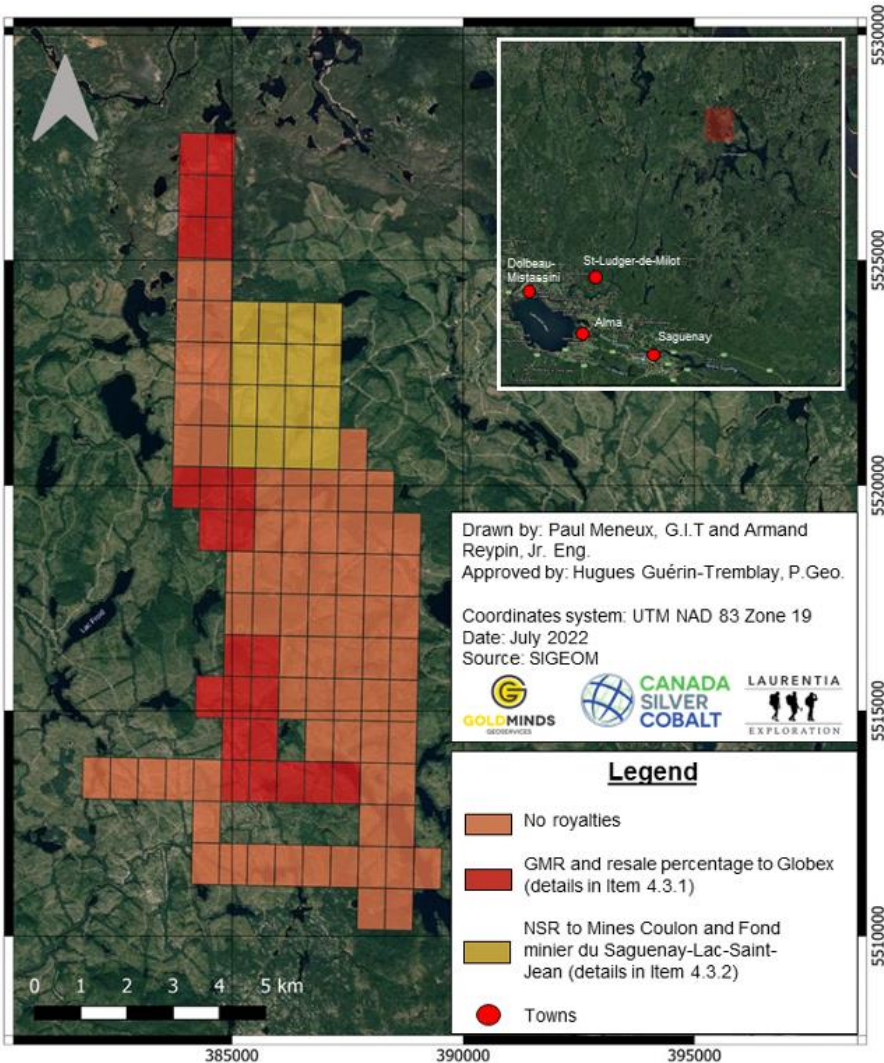 5530000
Dolbeau-
Mistassini
St-Ludger-de-Milot
Alma
Saguenay
5525000
5520000
Drawn by: Paul Meneux, G.I.T and Armand
Reypin, Jr. Eng.
Approved by: Hugues Guérin-Tremblay, P.Geo.
Coordinates system: UTM NAD 83 Zone 19
Date: July 2022
Source: SIGEOM
GOLDMINDS
GEOSERVICES
CANADA
SILVER
COBALT
LAURENTIA
EXPLORATION
Lac Froid
5515000
Legend
No royalties
GMR and resale percentage to Globex
(details in Item 4.3.1)
NSR to Mines Coulon and Fond
minier du Saguenay-Lac-Saint-
Jean (details in Item 4.3.2)
Towns
5510000
0 1 2 3 4 5 km
385000 390000 395000